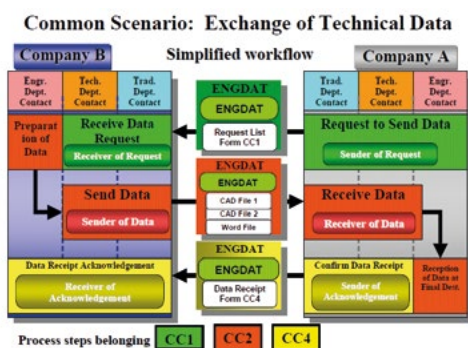 Common Scenario: Exchange of Technical Data
Company B
Simplified workflow
Company A
Engr. Dept. Contact
Tech. Dept. Contact
Trad. Dept. Contact
ENGDAT
ENGDAT
Request List
Form CC1
Trad. Dept. Contact
Tech. Dept. Contact
Engr. Dept. Contact
Preparat
ion of
Data
Receive Data
Request
Receiver of Request
Request to Send Data
Sender of Request
Send Data
Sender of Data
ENGDAT
ENGDAT
CAD File 1
CAD File 2
Word File
Receive Data
Receiver of Data
Data Receipt Acknowledgement
Receiver of
Acknowledgement
ENGDAT
ENGDAT
Data Receipt
Form CC4
Confirm Data Receipt
Sender of
Acknowledgement
Reception
of Data at
Final Dest.
Process steps belonging
CC1
CC2
CC4